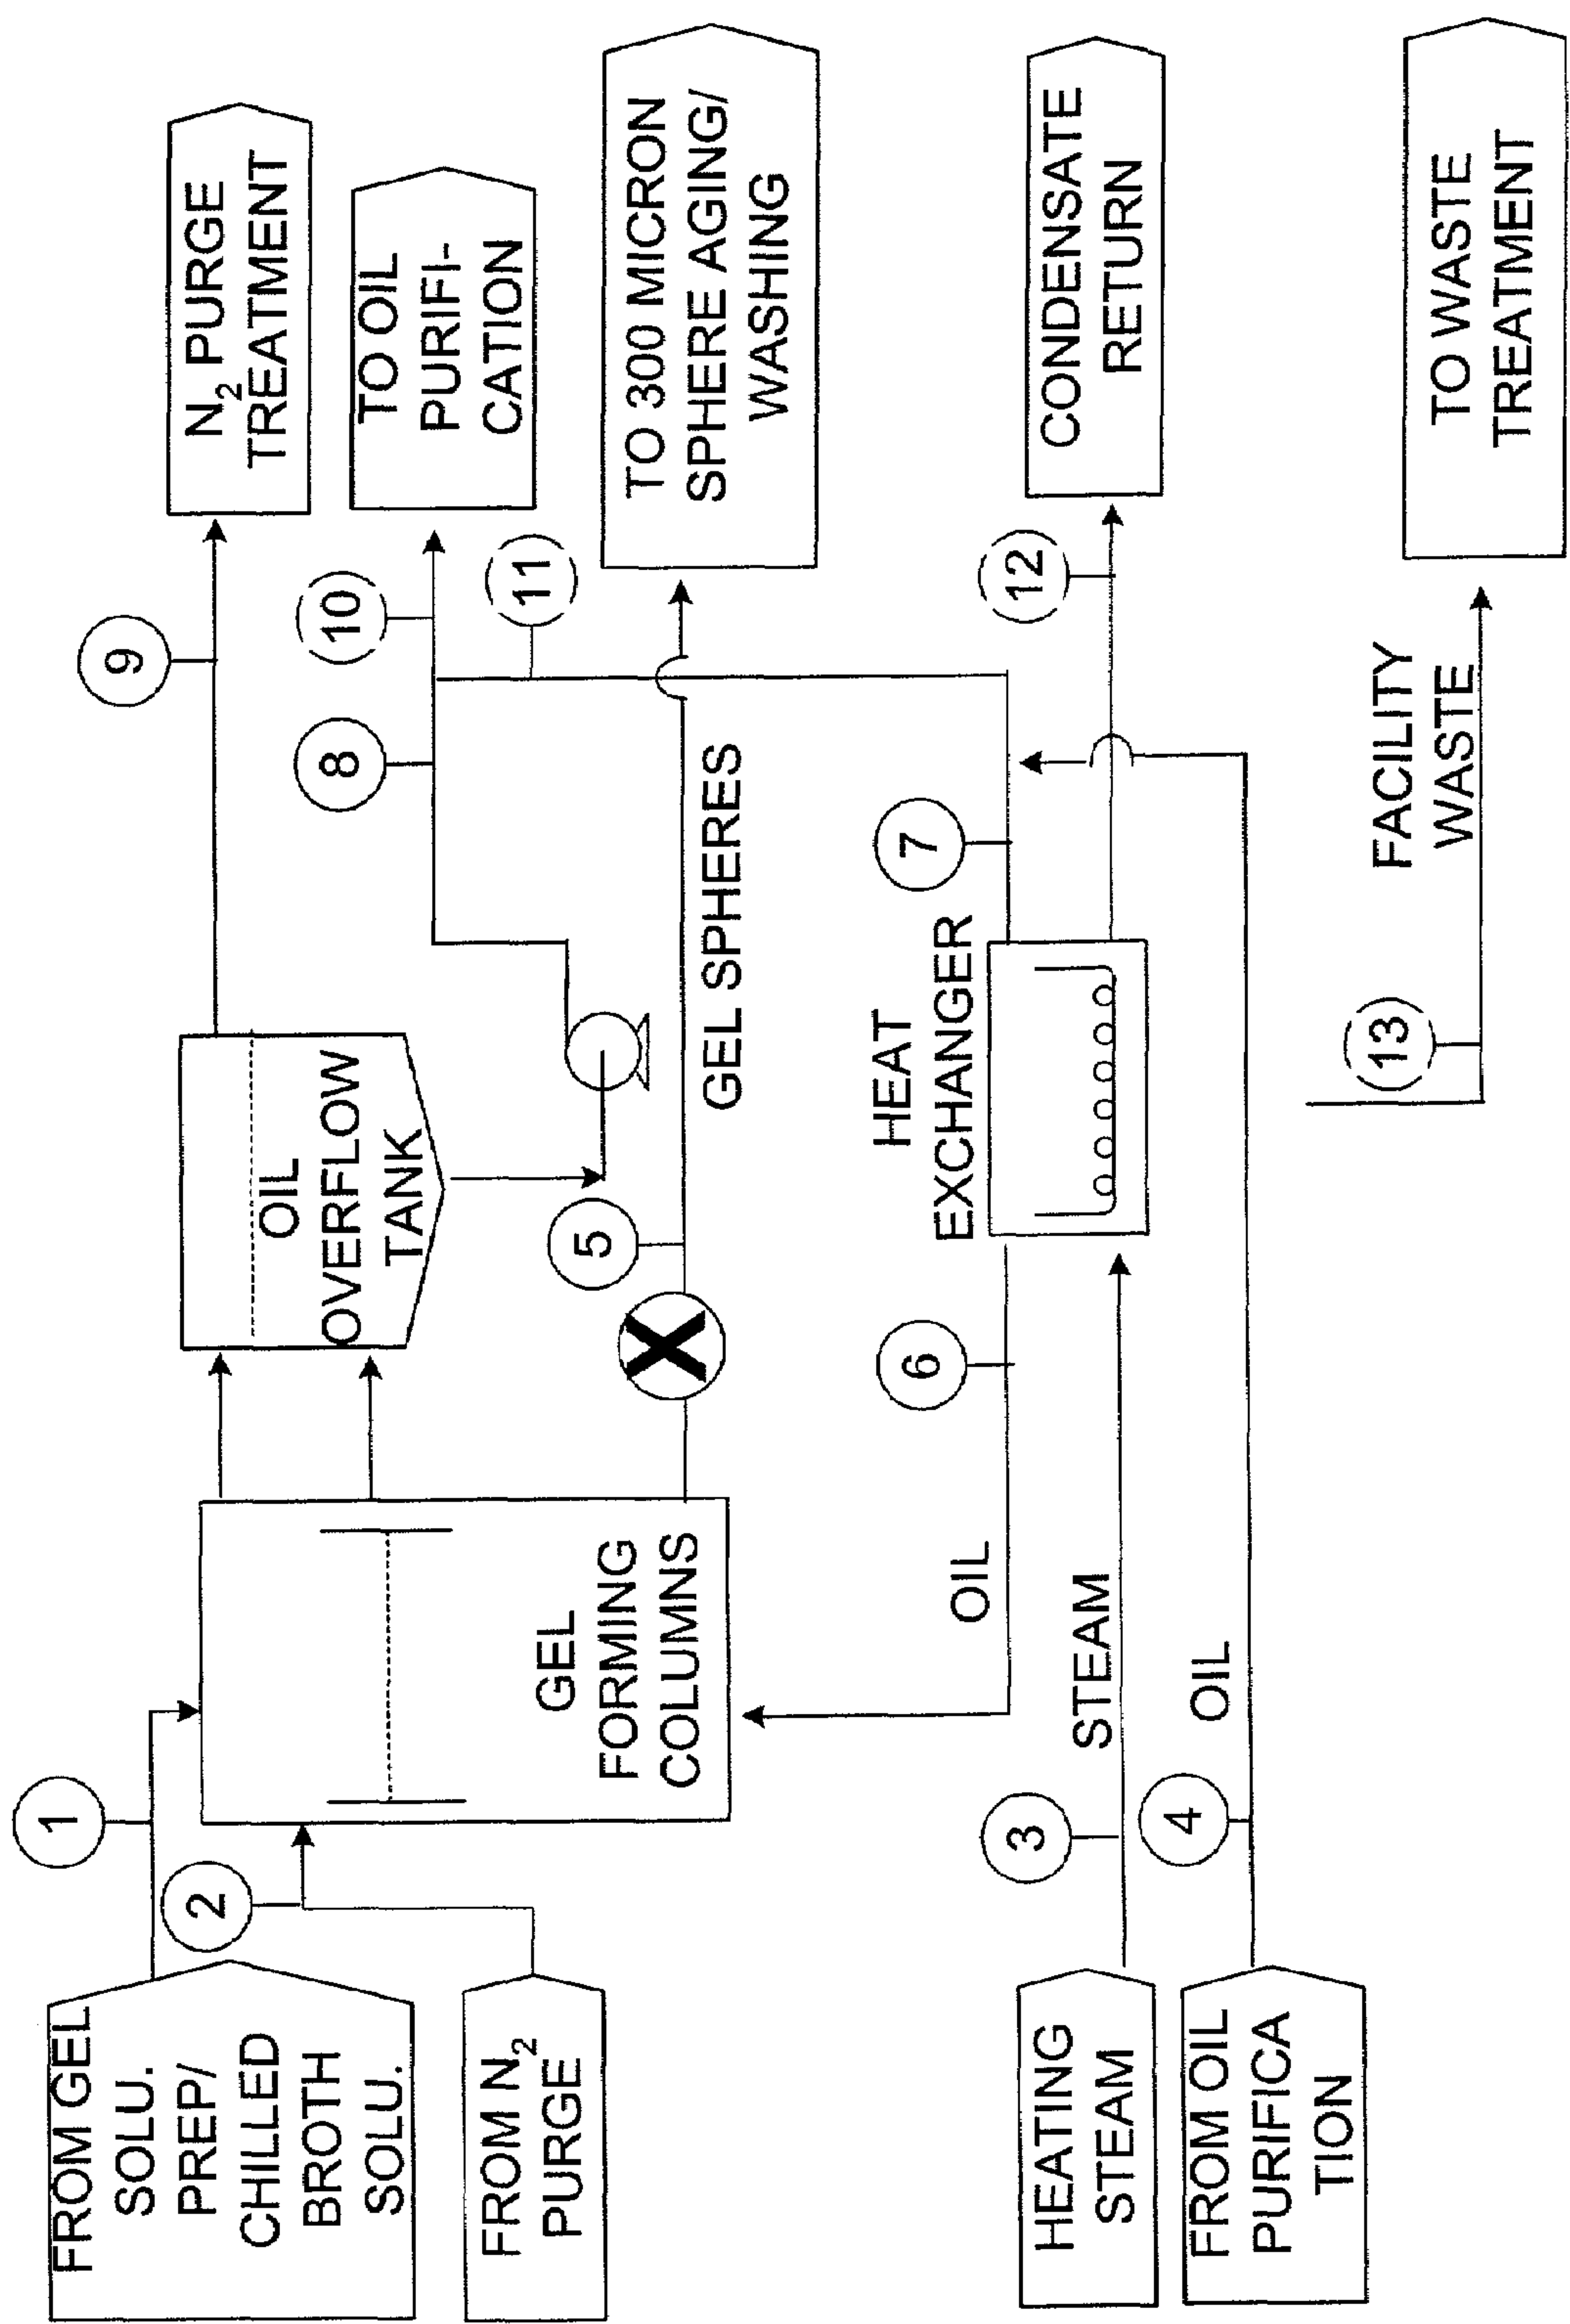 FROM GEL
SOLU.
PREP/
CHILLED
BROTH
SOLU.
FROM N2
PURGE
HEATING
STEAM
FROM OIL
PURIFICA
TION
1
2
3
4
GEL
FORMING
COLUMNS
OIL
STEAM
OIL
6
5
OIL
OVERFLOW
TANK
GEL SPHERES
HEAT
EXCHANGER
7
8
9
10
11
12
13
FACILITY
WASTE
N2 PURGE
TREATMENT
TO OIL
PURIFI-
CATION
TO 300 MICRON
SPHERE AGING/
WASHING
CONDENSATE
RETURN
TO WASTE
TREATMENT